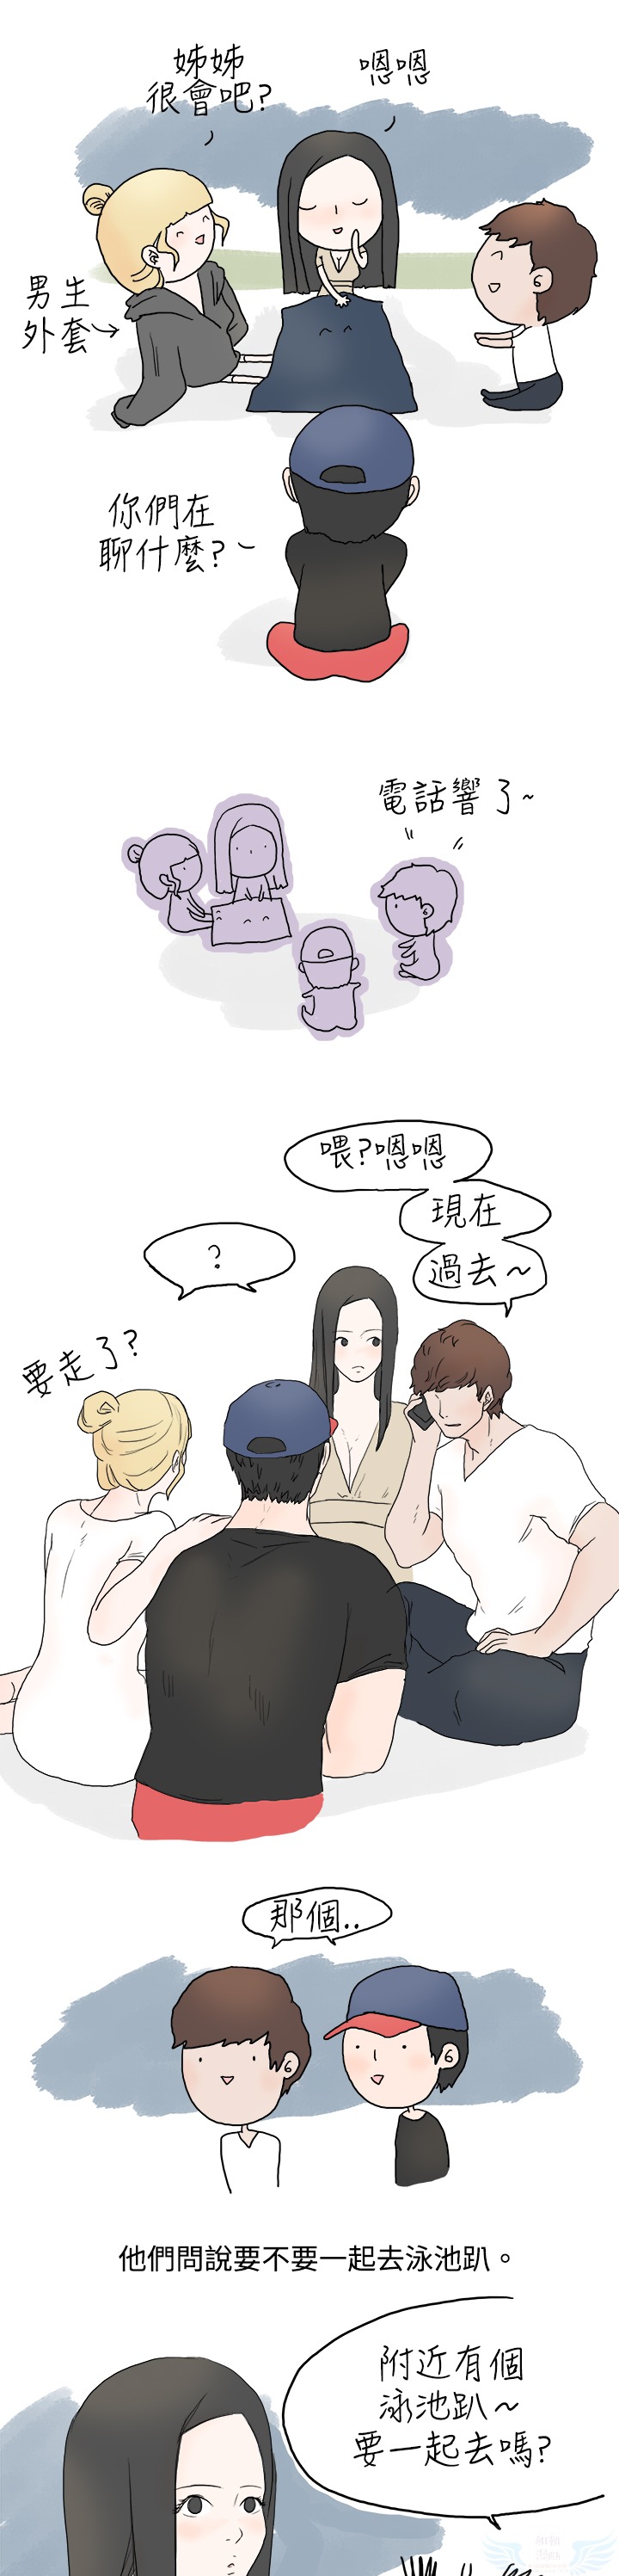 姊姊
很會吧?
嗯嗯
男生
外套
你們在
聊什麼?
電話響了~
喂?嗯嗯
現在
過去~
?
要走了?
那個..
他們問說要不要一起去泳池趴。
附近有個
泳池趴~
要一起去嗎?